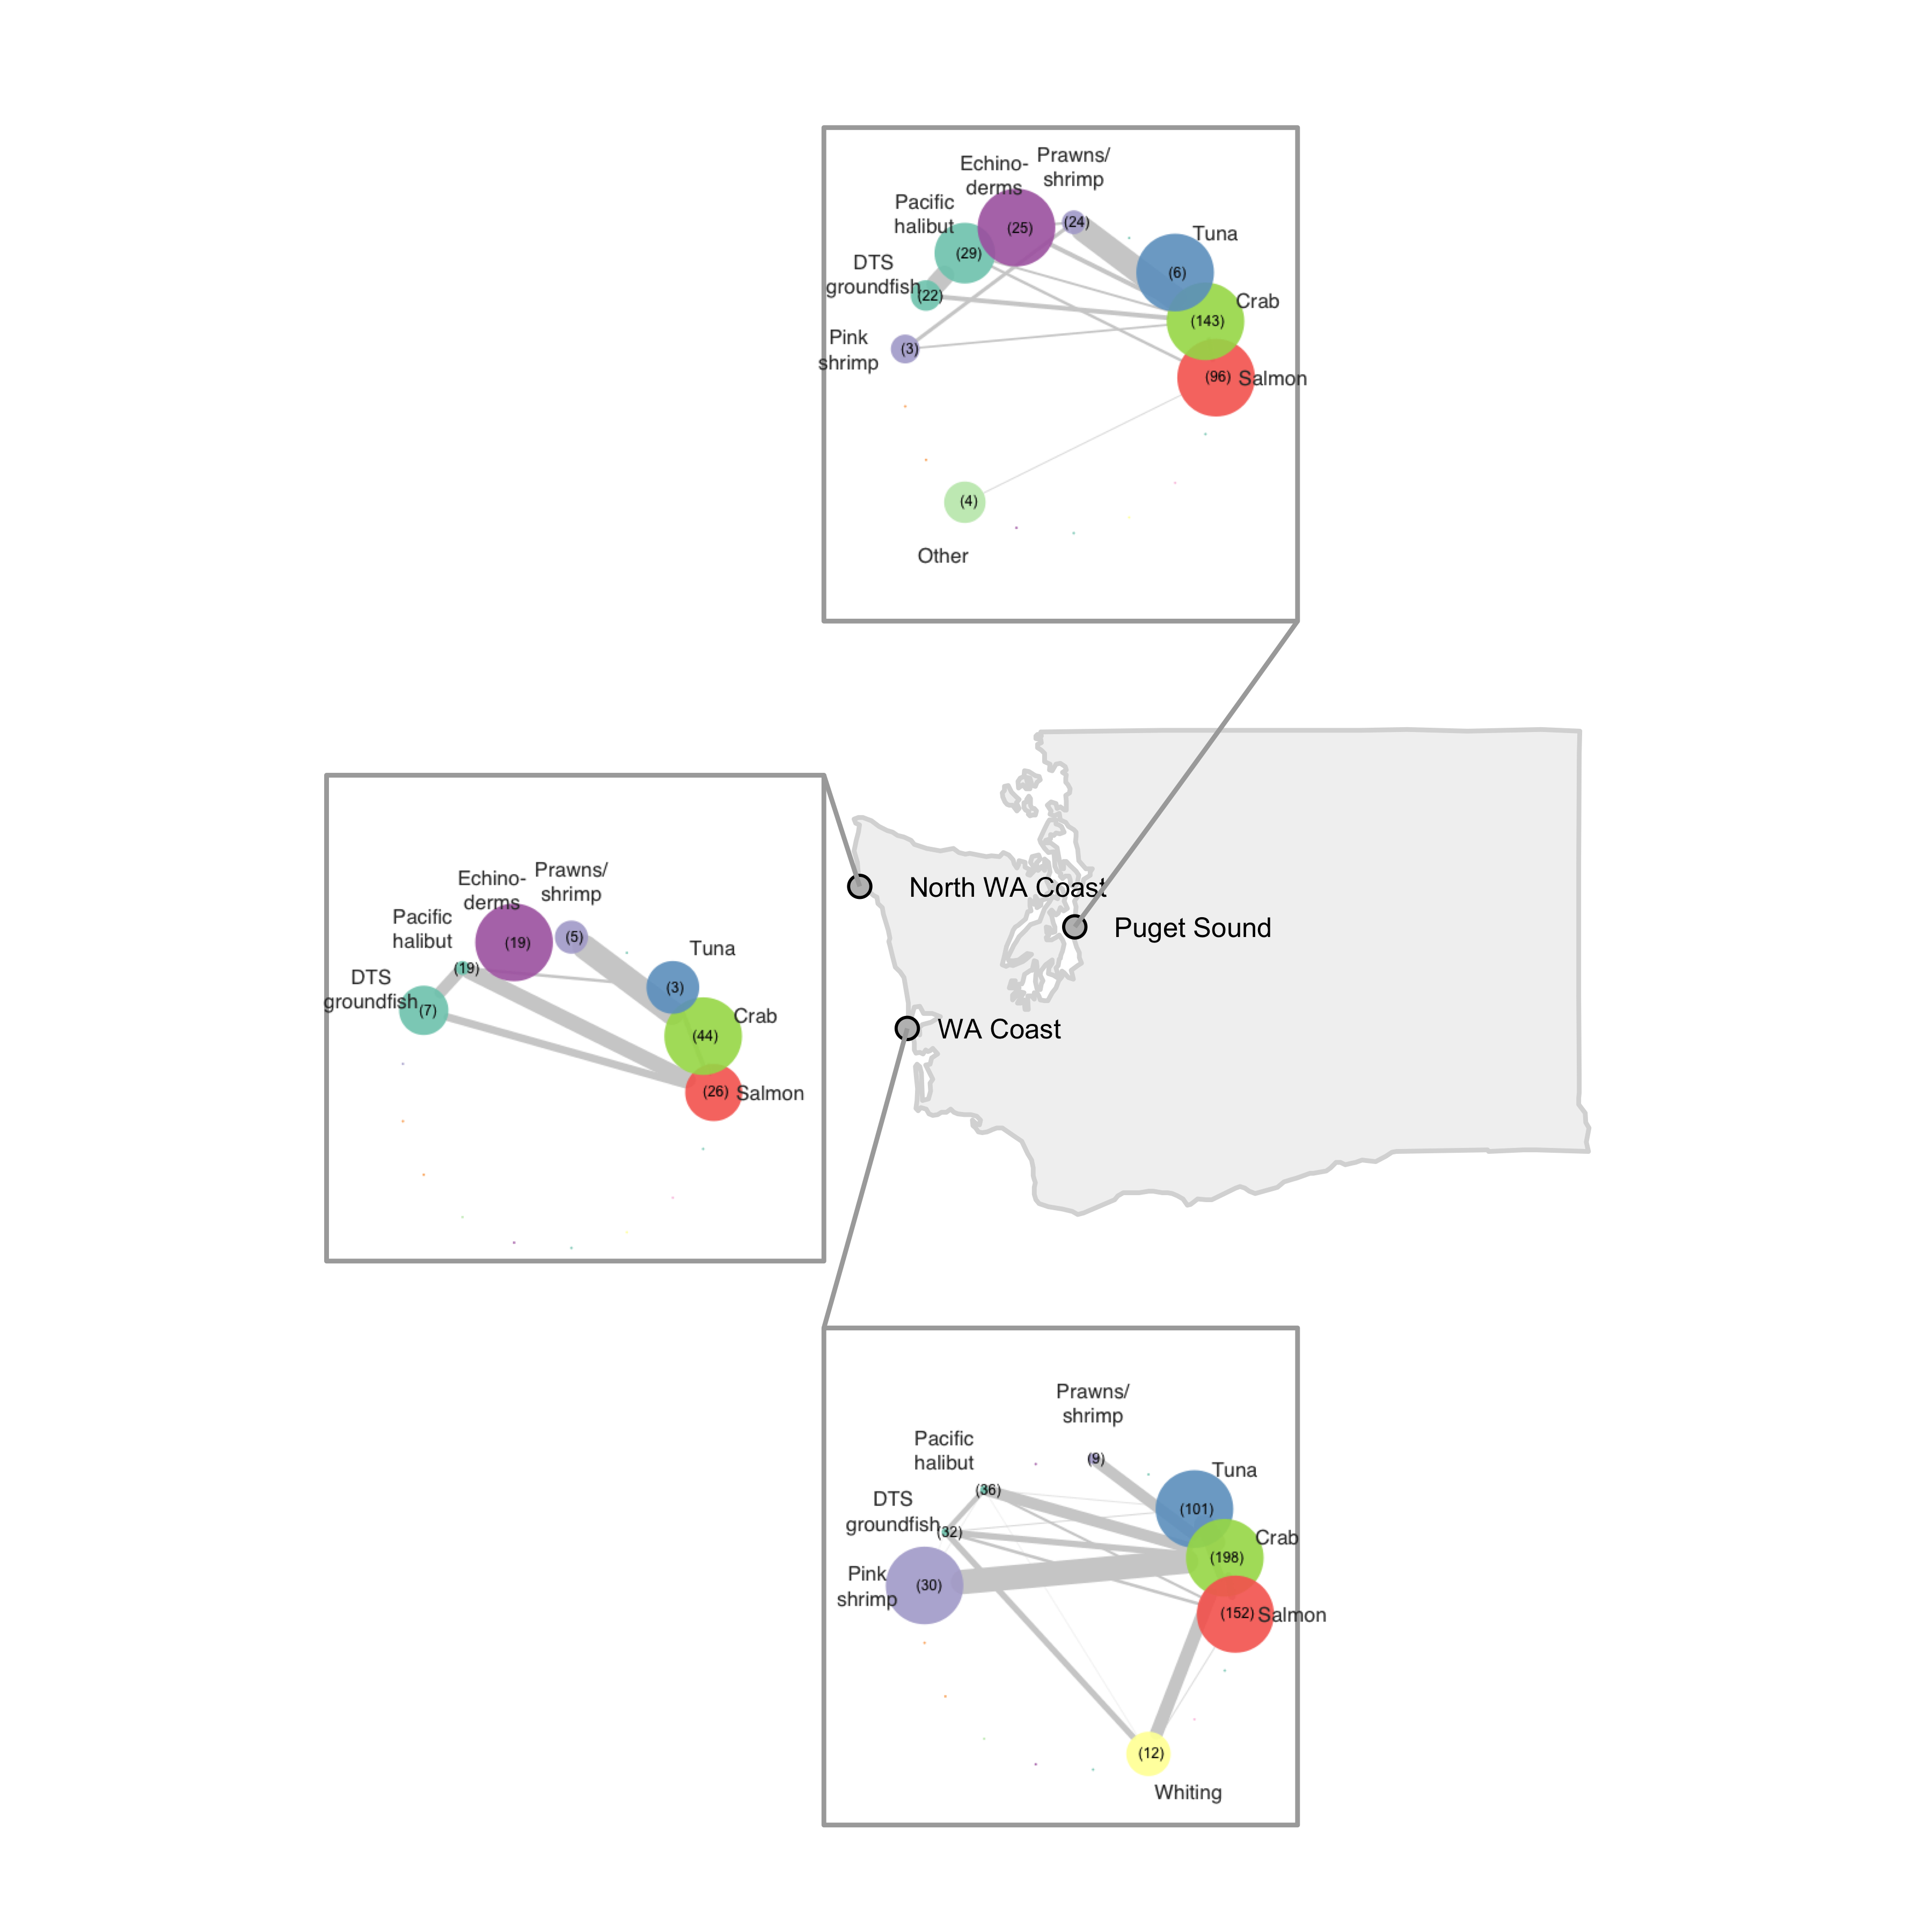 Echino-
derms
Prawns/
shrimp
Pacific
halibut
(25)
(24)
Tuna
(29)
DTS
groundfish
(22)
(6)
Crab
(143)
Pink
shrimp
(3)
(96)
Salmon
(4)
Other
North WA Coast
Puget Sound
WA Coast
Echino-
derms
Prawns/
shrimp
Pacific
halibut
(19)
(5)
Tuna
(19)
DTS
groundfish
(7)
(3)
Crab
(44)
(26)
Salmon
Prawns/
shrimp
Pacific
halibut
(9)
Tuna
(36)
DTS
groundfish
(32)
(101)
Crab
(198)
Pink
shrimp
(30)
(152)
Salmon
(12)
Whiting